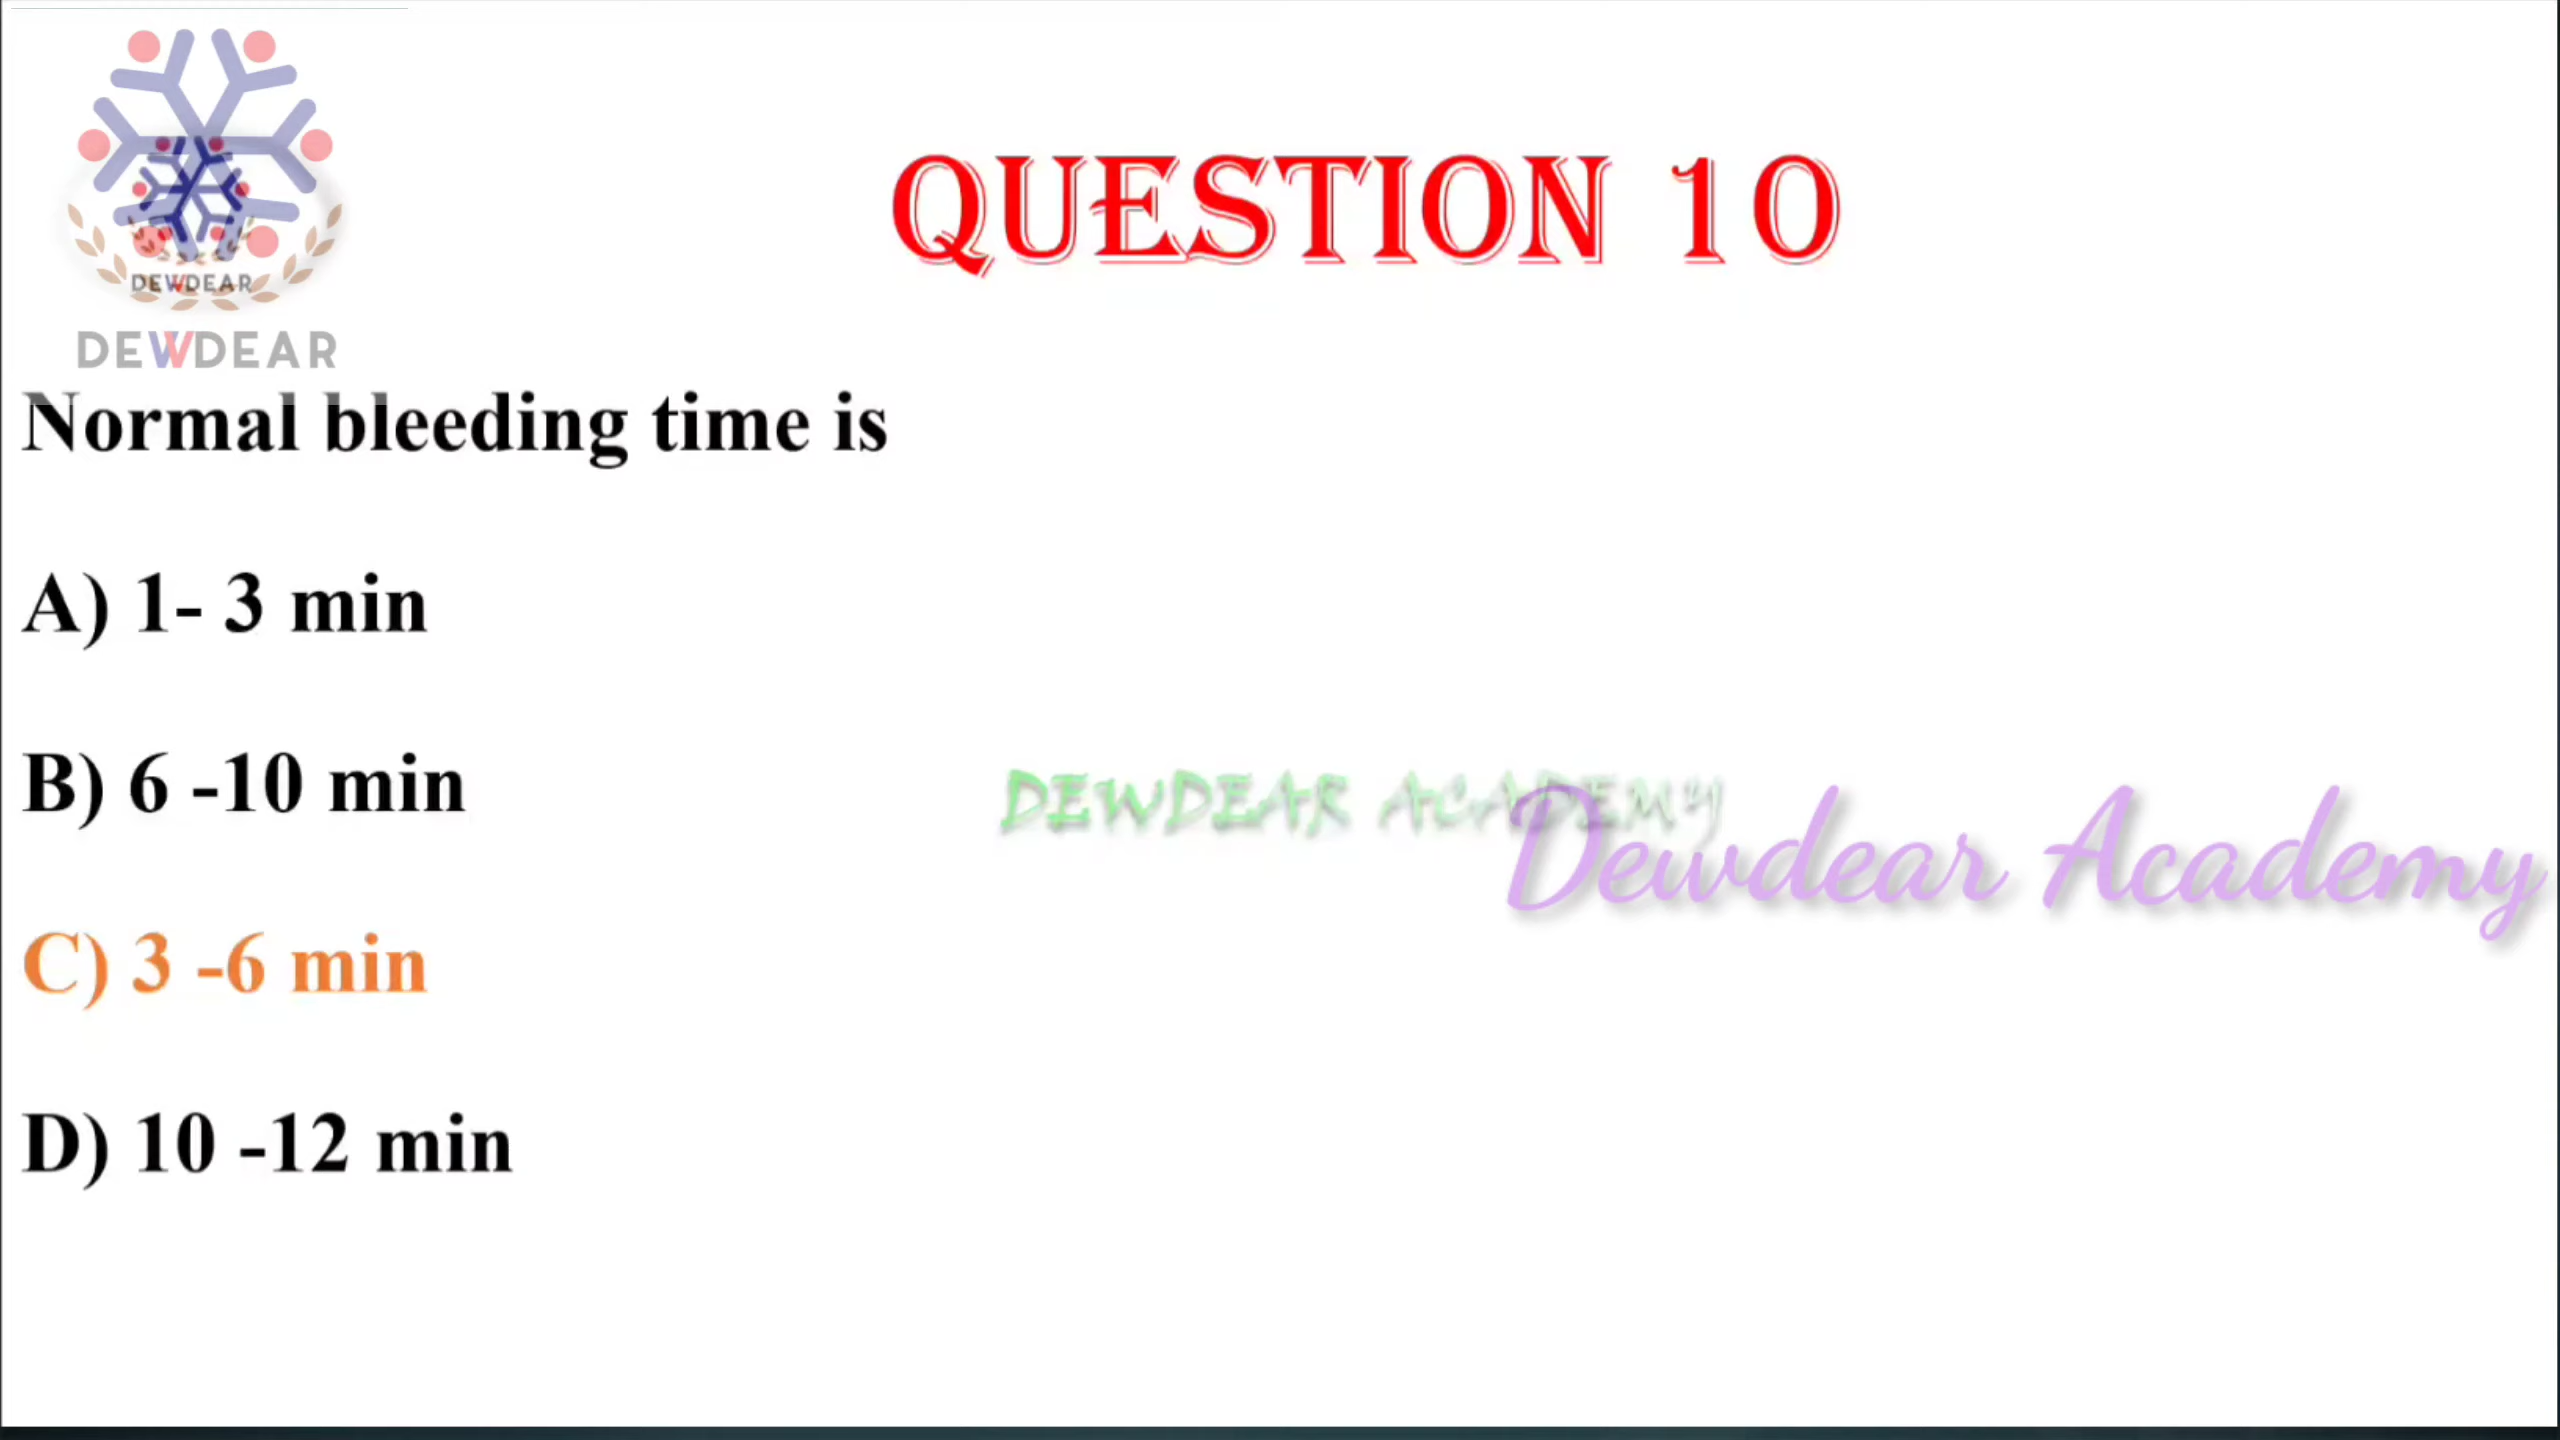 DEWDEAR
DEWDEAR
QUESTION 10
Normal bleeding time is
A) 1- 3 min
B) 6 -10 min
DEWDEAR ACADEMY
Dewdear Academy
C) 3 -6 min
D) 10 -12 min